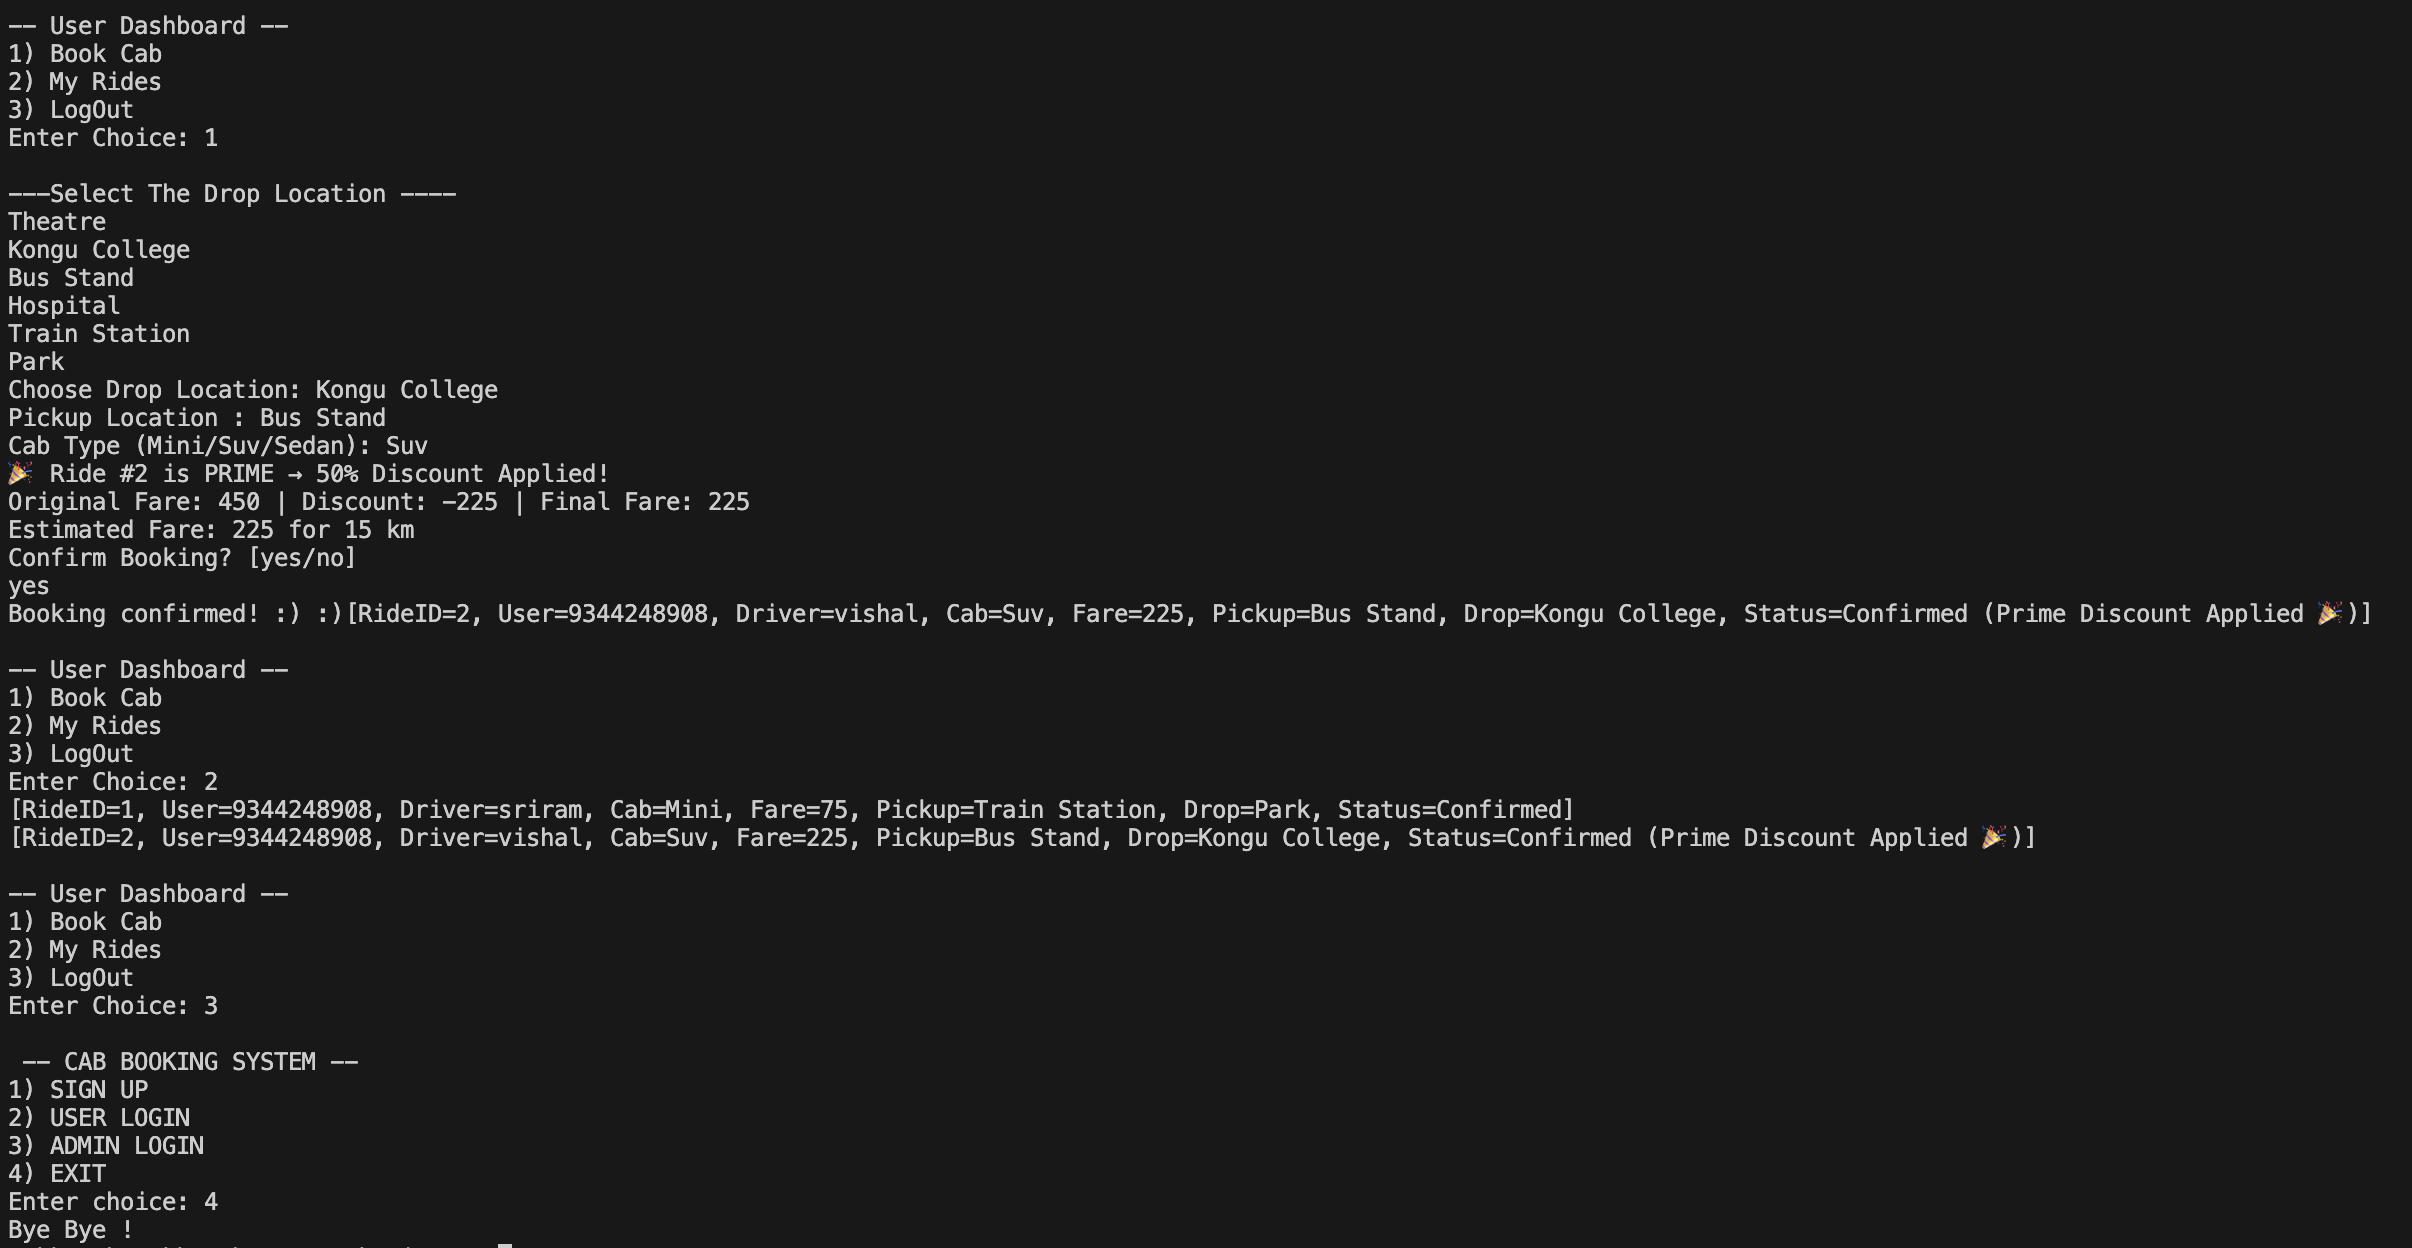 -- User Dashboard --
1) Book Cab
2) My Rides
3) LogOut
Enter Choice: 1
---Select The Drop Location ----
Theatre
Kongu College
Bus Stand
Hospital
Train Station
Park
Choose Drop Location: Kongu College
Pickup Location : Bus Stand
Cab Type (Mini/Suv/Sedan): Suv
🎉 Ride #2 is PRIME → 50% Discount Applied!
Original Fare: 450 | Discount: -225 | Final Fare: 225
Estimated Fare: 225 for 15 km
Confirm Booking? [yes/no]
yes
Booking confirmed! :) :)[RideID=2, User=9344248908, Driver=vishal, Cab=Suv, Fare=225, Pickup=Bus Stand, Drop=Kongu College, Status=Confirmed (Prime Discount Applied 🎉)]
-- User Dashboard --
1) Book Cab
2) My Rides
3) LogOut
Enter Choice: 2
[RideID=1, User=9344248908, Driver=sriram, Cab=Mini, Fare=75, Pickup=Train Station, Drop=Park, Status=Confirmed]
[RideID=2, User=9344248908, Driver=vishal, Cab=Suv, Fare=225, Pickup=Bus Stand, Drop=Kongu College, Status=Confirmed (Prime Discount Applied 🎉)]
-- User Dashboard --
1) Book Cab
2) My Rides
3) LogOut
Enter Choice: 3
-- CAB BOOKING SYSTEM --
1) SIGN UP
2) USER LOGIN
3) ADMIN LOGIN
4) EXIT
Enter choice: 4
Bye Bye !